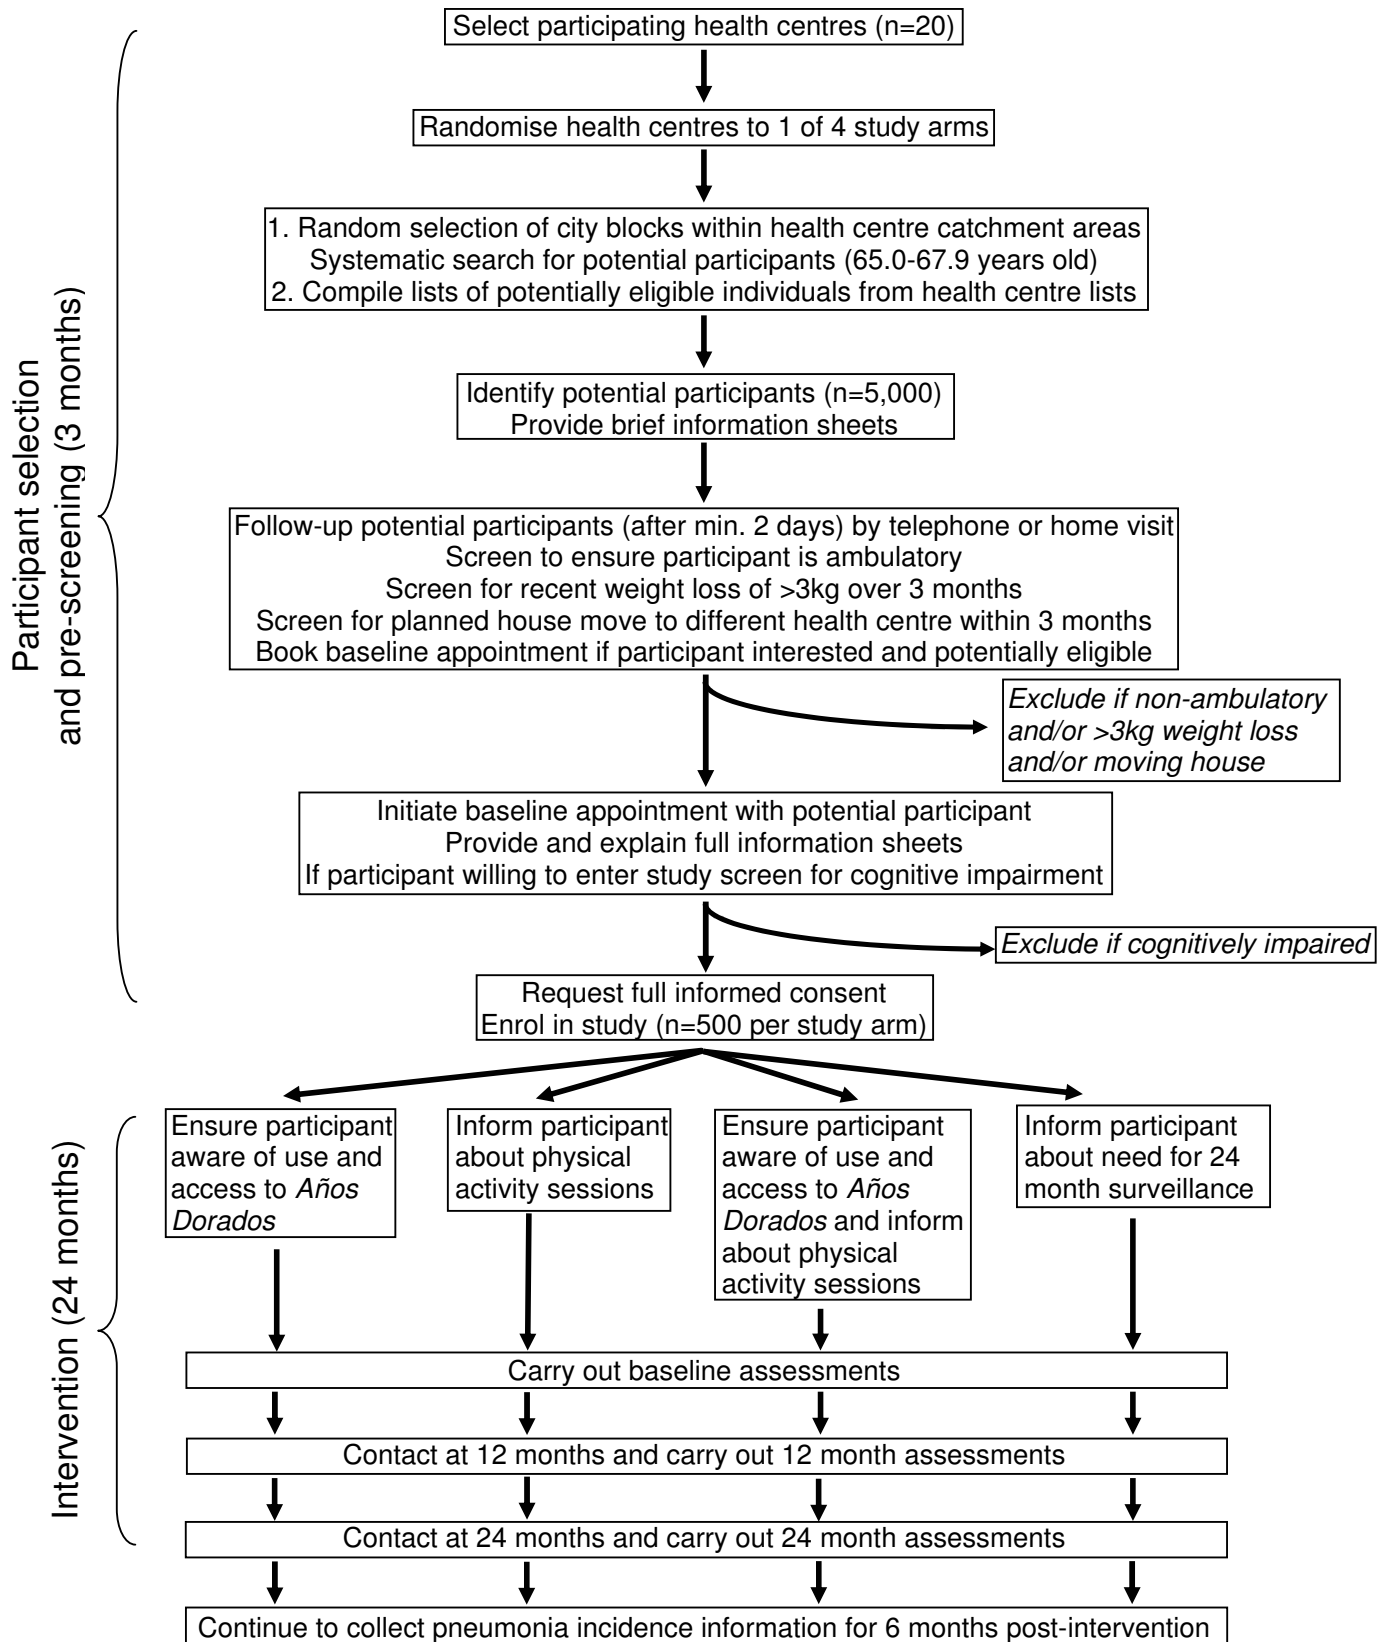 Select participating health centres (n=20)
Randomise health centres to 1 of 4 study arms
1. Random selection of city blocks within health centre catchment areas
Systematic search for potential participants (65.0-67.9 years old)
2. Compile lists of potentially eligible individuals from health centre lists
Identify potential participants (n=5,000)
Provide brief information sheets
Participant selection
and pre-screening (3 months)
Follow-up potential participants (after min. 2 days) by telephone or home visit
Screen to ensure participant is ambulatory
Screen for recent weight loss of >3kg over 3 months
Screen for planned house move to different health centre within 3 months
Book baseline appointment if participant interested and potentially eligible
Exclude if non-ambulatory
and/or >3kg weight loss
and/or moving house
Initiate baseline appointment with potential participant
Provide and explain full information sheets
If participant willing to enter study screen for cognitive impairment
Exclude if cognitively impaired
Request full informed consent
Enrol in study (n=500 per study arm)
Intervention (24 months)
Ensure participant
aware of use and
access to Años
Dorados
Inform participant
about physical
activity sessions
Ensure participant
aware of use and
access to Años
Dorados and inform
about physical
activity sessions
Inform participant
about need for 24
month surveillance
Carry out baseline assessments
Contact at 12 months and carry out 12 month assessments
Contact at 24 months and carry out 24 month assessments
Continue to collect pneumonia incidence information for 6 months post-intervention